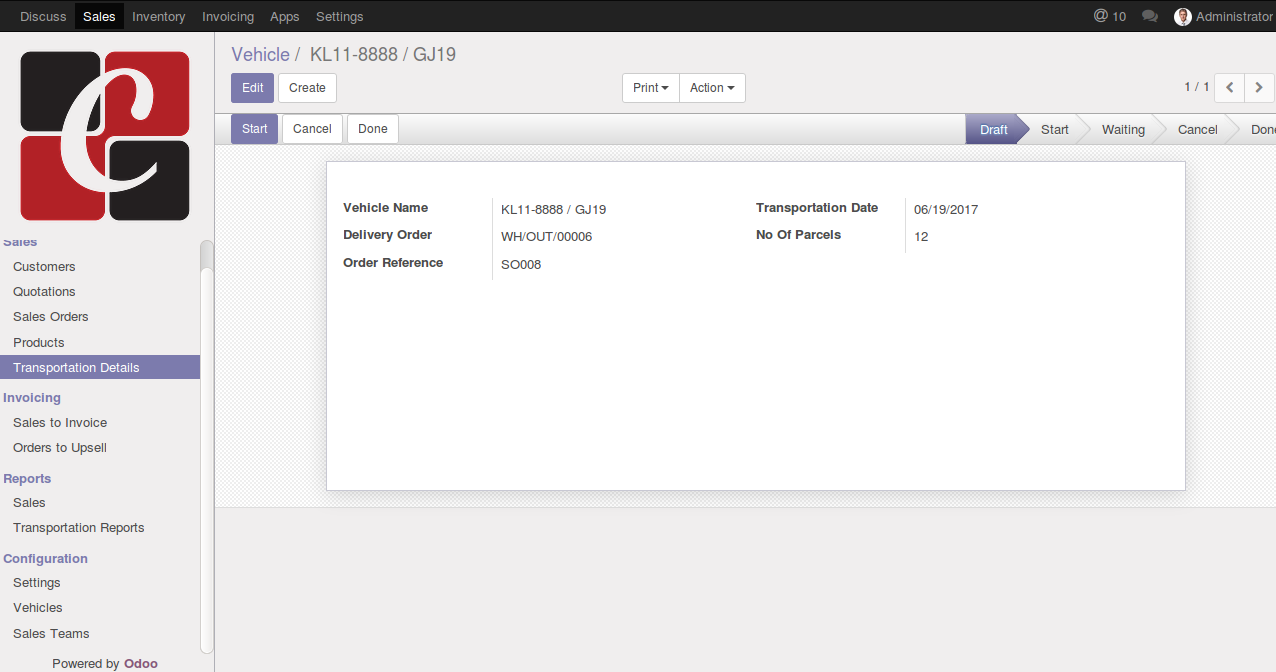 Discuss Sales Inventory Invoicing Apps Settings @ 10 Administrator
C
Vehicle / KL11-8888 / GJ19
Edit Create Print Action 1 / 1
Start Cancel Done Draft Start Waiting Cancel Done
Vehicle Name KL11-8888 / GJ19 Transportation Date 06/19/2017
Delivery Order WH/OUT/00006 No Of Parcels 12
Order Reference SO008
Sales
Customers
Quotations
Sales Orders
Products
Transportation Details
Invoicing
Sales to Invoice
Orders to Upsell
Reports
Sales
Transportation Reports
Configuration
Settings
Vehicles
Sales Teams
Powered by Odoo